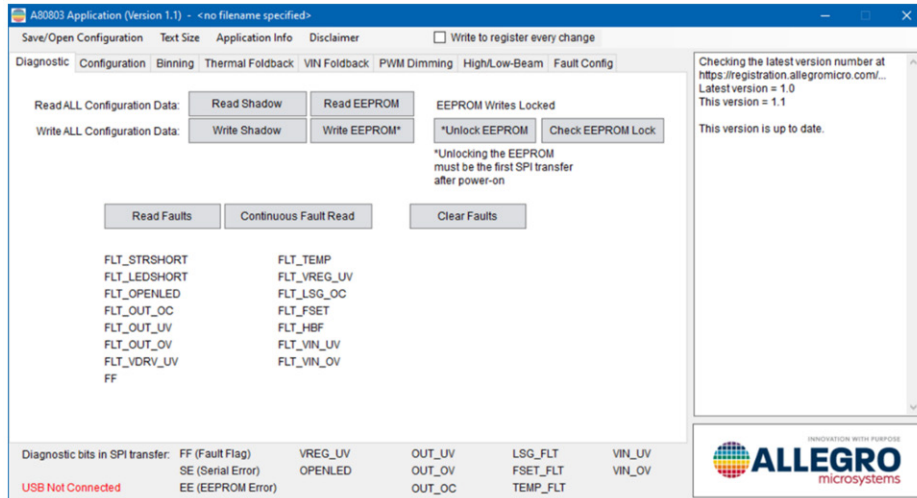 A80803 Application (Version 1.1) - <no filename specified>
Save/Open Configuration Text Size Application Info Disclaimer Write to register every change
Diagnostic Configuration Binning Thermal Foldback VIN Foldback PWM Dimming High/Low-Beam Fault Config
Read ALL Configuration Data: Read Shadow Read EEPROM EEPROM Writes Locked
Write ALL Configuration Data: Write Shadow Write EEPROM* *Unlock EEPROM Check EEPROM Lock
*Unlocking the EEPROM
must be the first SPI transfer
after power-on
Read Faults Continuous Fault Read Clear Faults
FLT_STRSHORT FLT_TEMP
FLT_LEDSHORT FLT_VREG_UV
FLT_OPENLED FLT_LSG_OC
FLT_OUT_OC FLT_FSET
FLT_OUT_UV FLT_HBF
FLT_OUT_OV FLT_VIN_UV
FLT_VDRV_UV FLT_VIN_OV
FF
Checking the latest version number at
https://registration.allegromicro.com/...
Latest version = 1.0
This version = 1.1
This version is up to date.
Diagnostic bits in SPI transfer: FF (Fault Flag) VREG_UV OUT_UV LSG_FLT VIN_UV
SE (Serial Error) OPENLED OUT_OV FSET_FLT VIN_OV
USB Not Connected EE (EEPROM Error) OUT_OC TEMP_FLT
INNOVATION WITH PURPOSE
ALLEGRO
microsystems